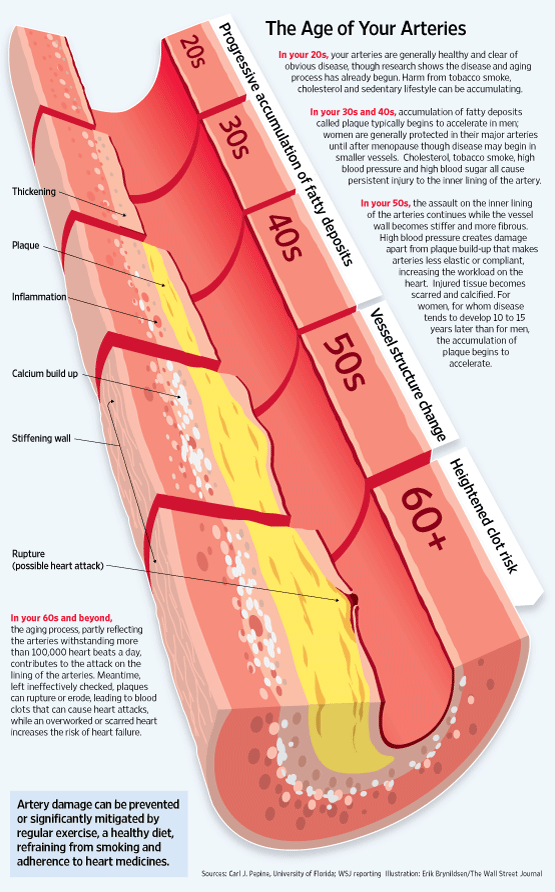 The Age of Your Arteries
In your 20s, your arteries are generally healthy and clear of
obvious disease, though research shows the disease and aging
process has already begun. Harm from tobacco smoke,
cholesterol and sedentary lifestyle can be accumulating.
In your 30s and 40s, accumulation of fatty deposits
called plaque typically begins to accelerate in men;
women are generally protected in their major arteries
until after menopause though disease may begin in
smaller vessels. Cholesterol, tobacco smoke, high
blood pressure and high blood sugar all cause
persistent injury to the inner lining of the artery.
In your 50s, the assault on the inner lining
of the arteries continues while the vessel
wall becomes stiffer and more fibrous.
High blood pressure creates damage
apart from plaque build-up that makes
arteries less elastic or compliant,
increasing the workload on the
heart. Injured tissue becomes
scarred and calcified. For
women, for whom disease
tends to develop 10 to 15
years later than for men,
the accumulation of
plaque begins to
accelerate.
20s
30s
40s
50s
60+
Progressive accumulation of fatty deposits
Vessel structure change
Heightened clot risk
Thickening
Plaque
Inflammation
Calcium build up
Stiffening wall
Rupture
(possible heart attack)
In your 60s and beyond,
the aging process, partly reflecting
the arteries withstanding more
than 100,000 heart beats a day,
contributes to the attack on the
lining of the arteries. Meantime,
left ineffectively checked, plaques
can rupture or erode, leading to blood
clots that can cause heart attacks,
while an overworked or scarred heart
increases the risk of heart failure.
Artery damage can be prevented
or significantly mitigated by
regular exercise, a healthy diet,
refraining from smoking and
adherence to heart medicines.
Sources: Carl J. Pepine, University of Florida; WSJ reporting Illustration: Erik Brynildsen/The Wall Street Journal